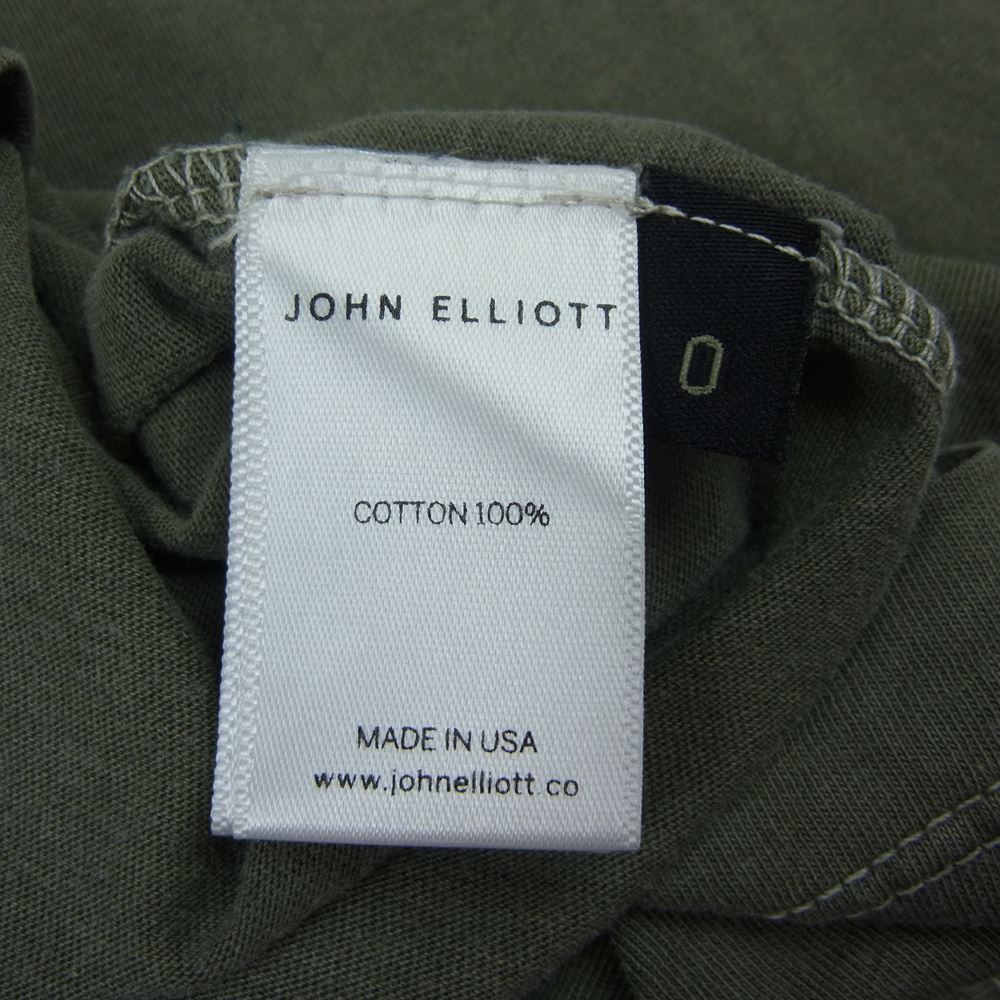 JOHN ELLIOTT
0
COTTON 100%
MADE IN USA
www.johnelliott.co